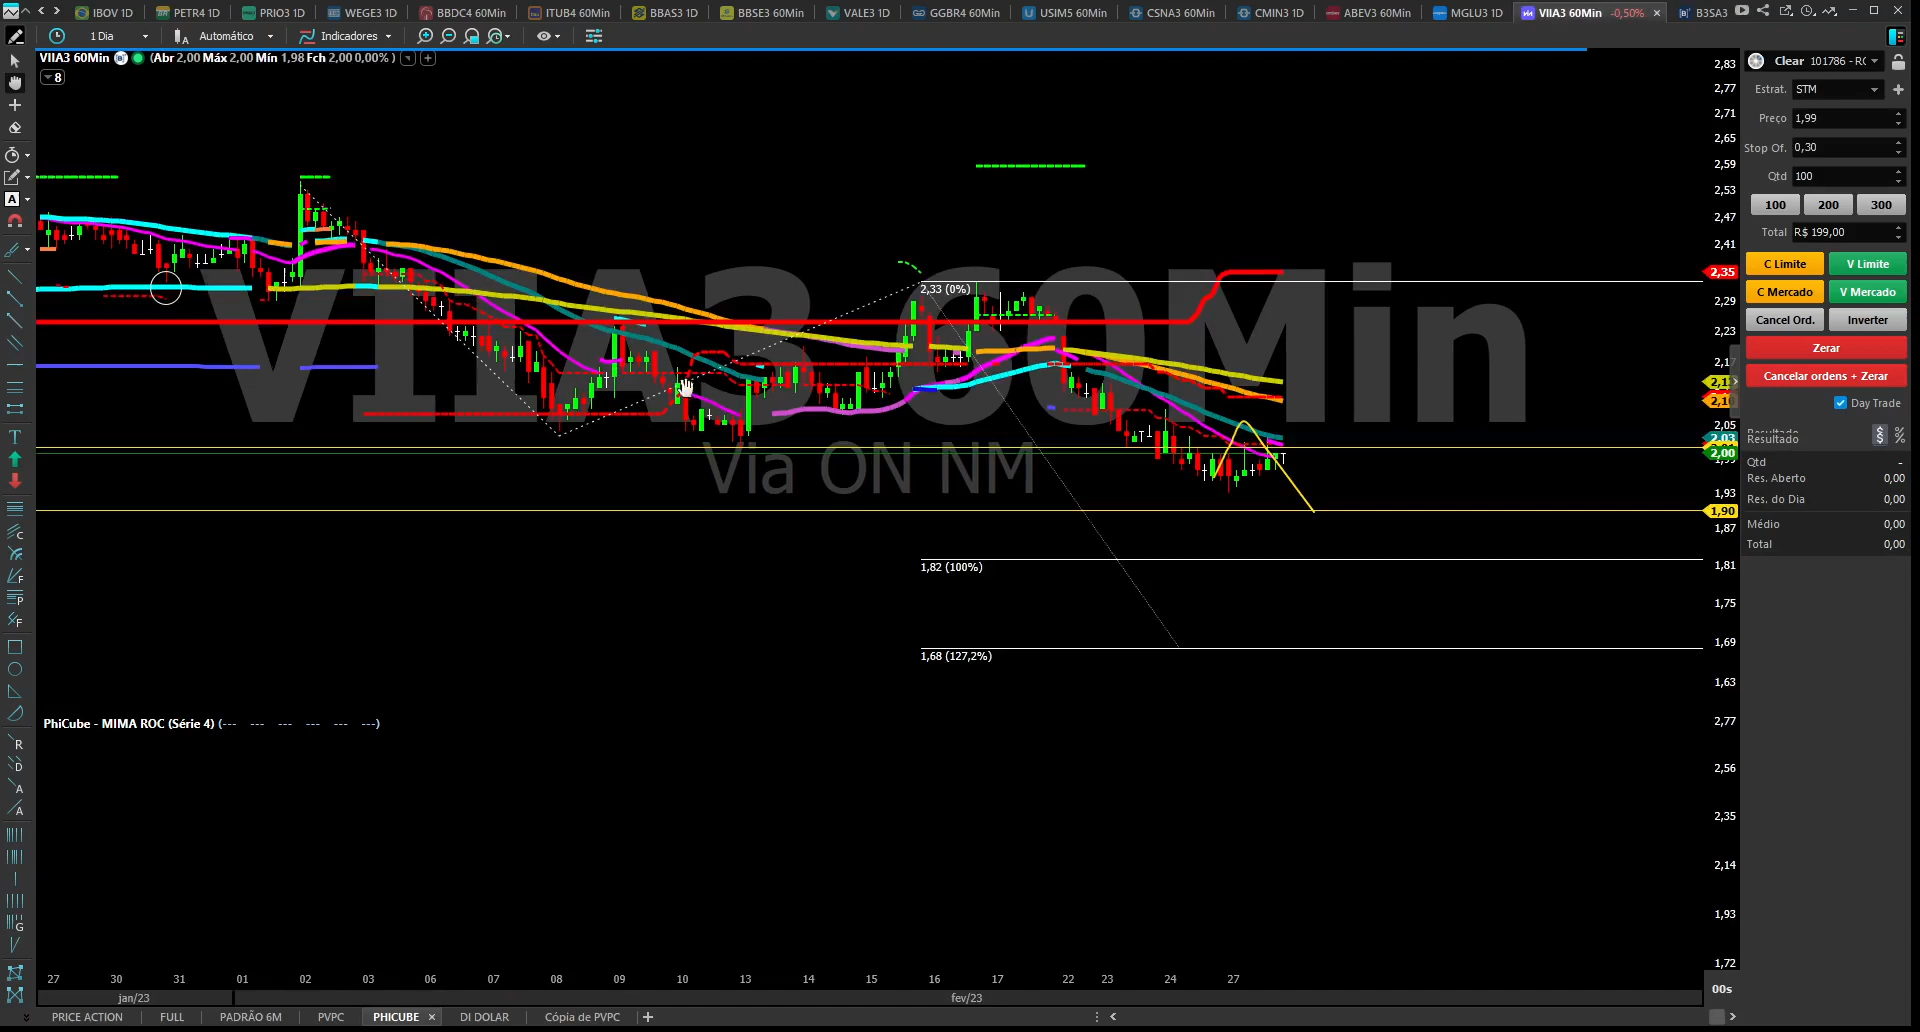 IBOV 1D PETR4 1D PRIO3 1D WEGE3 1D BBDC4 60Min ITUB4 60Min BBAS3 1D BBSE3 60Min VALE3 1D GGBR4 60Min USIM5 60Min CSNA3 60Min CMIN3 1D ABEV3 60Min MGLU3 1D VIIA3 60Min -0,50% × B3SA3
1 Dia Automático Indicadores
VIIA3 60Min (Abr 2,00 Máx 2,00 Mín 1,98 Fch 2,00 0,00% )
8
2,83
2,77
2,71
2,65
2,59
2,53
2,47
2,41
2,35
2,29
2,23
2,17
2,10
2,05
2,03
2,00
1,93
1,90
1,87
1,81
1,75
1,69
1,63
VIIA3 60Min
Via ON NM
2,33 (0%)
1,82 (100%)
1,68 (127,2%)
PhiCube - MIMA ROC (Série 4) (--- --- --- --- --- ---)
2,77
2,56
2,35
2,14
1,93
1,72
27 30 31 01 02 03 06 07 08 09 10 13 14 15 16 17 22 23 24 27
jan/23 fev/23
00s
PRICE ACTION FULL PADRÃO 6M PVPC PHICUBE × DI DOLAR Cópia de PVPC +
Clear 101786 - RO
Estrat. STM
Preço 1,99
Stop Of. 0,30
Qtd 100
100 200 300
Total R$ 199,00
C Limite V Limite
C Mercado V Mercado
Cancel Ord. Inverter
Zerar
Cancelar ordens + Zerar
Day Trade
Resultado $ %
Qtd -
Res. Aberto 0,00
Res. do Dia 0,00
Médio 0,00
Total 0,00